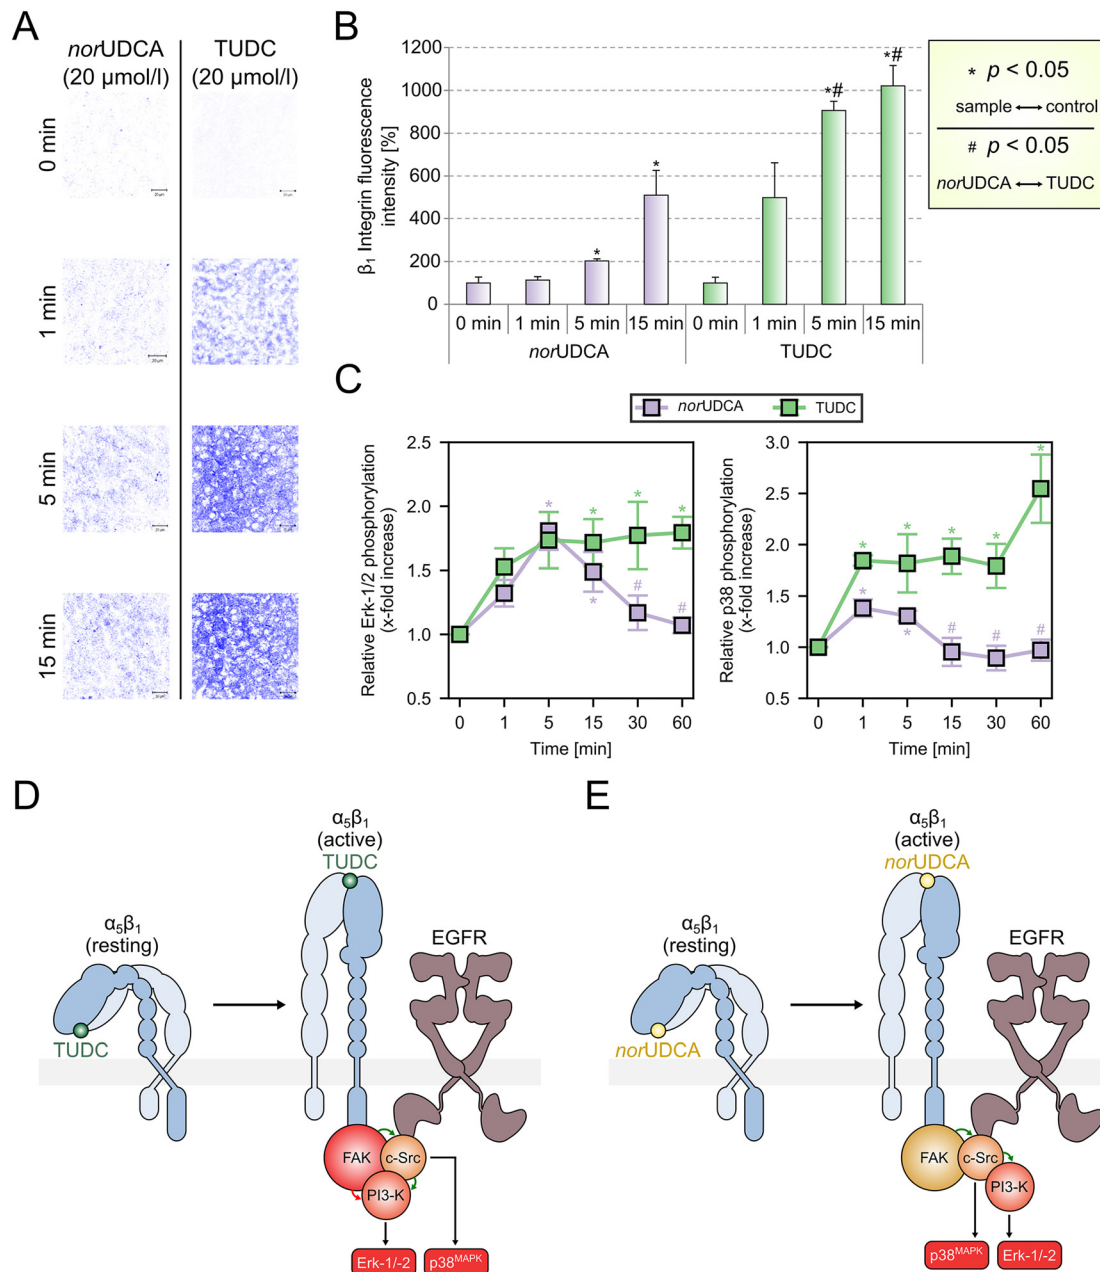 A
norUDCA
(20 µmol/l)
TUDC
(20 µmol/l)
0 min
1 min
5 min
15 min
20 µm
20 µm
20 µm
B
β₁ Integrin fluorescence
intensity [%]
1200
1000
800
600
400
200
0
*
*
*#
*#
0 min
1 min
5 min
15 min
0 min
1 min
5 min
15 min
norUDCA
TUDC
* p < 0.05
sample ↔ control
# p < 0.05
norUDCA ↔ TUDC
C
norUDCA
TUDC
Relative Erk-1/2 phosphorylation
(x-fold increase)
2.5
2.0
1.5
1.0
0.5
*
*
*
*
*
#
#
0
1
5
15
30
60
Time [min]
Relative p38 phosphorylation
(x-fold increase)
3.0
2.5
2.0
1.5
1.0
0.5
*
*
*
*
*
*
*
#
#
#
0
1
5
15
30
60
Time [min]
D
α₅β₁
(resting)
TUDC
α₅β₁
(active)
TUDC
EGFR
FAK
c-Src
PI3-K
Erk-1/-2
p38ᴹᴬᴾᴷ
E
α₅β₁
(resting)
norUDCA
α₅β₁
(active)
norUDCA
EGFR
FAK
c-Src
PI3-K
p38ᴹᴬᴾᴷ
Erk-1/-2